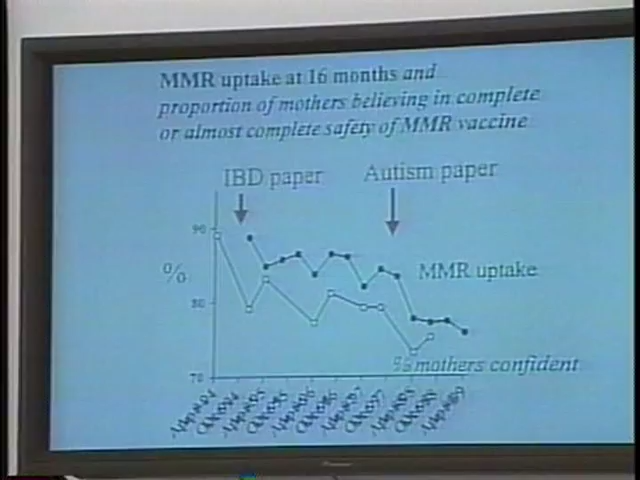 MMR uptake at 16 months and
proportion of mothers believing in complete
or almost complete safety of MMR vaccine
IBD paper
Autism paper
90
%
MMR uptake
80
% mothers confident
70